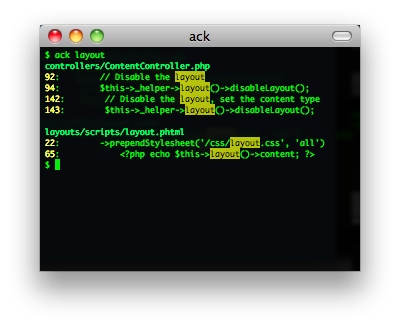 ack
$ ack layout
controllers/ContentController.php
92:        // Disable the layout
94:        $this->_helper->layout()->disableLayout();
142:        // Disable the layout, set the content type
143:        $this->_helper->layout()->disableLayout();
layouts/scripts/layout.phtml
22:        ->prependStylesheet('/css/layout.css', 'all')
65:            <?php echo $this->layout()->content; ?>
$